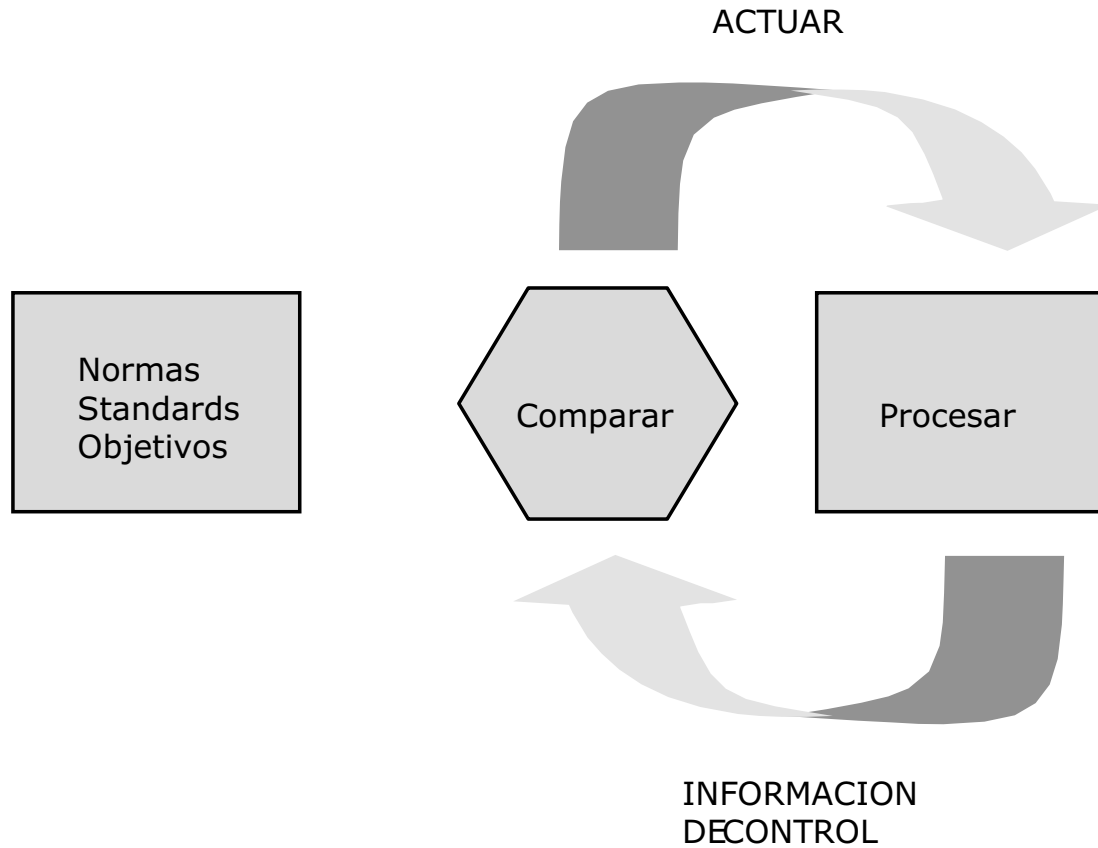 ACTUAR
Normas
Standards
Objetivos
Comparar
Procesar
INFORMACION
DECONTROL